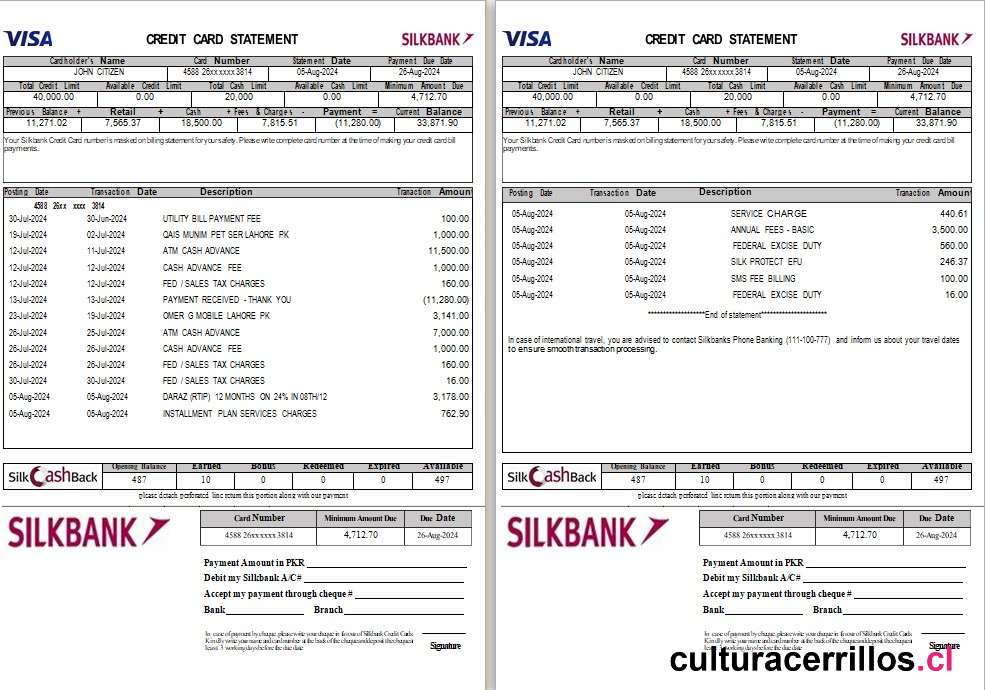 VISA CREDIT CARD STATEMENT SILKBANK
Cardholder's Name Card Number Statement Date Payment Due Date
JOHN CITIZEN 4588 26xxxxxx3814 05-Aug-2024 26-Aug-2024
Total Credit Limit Available Credit Limit Total Cash Limit Available Cash Limit Minimum Amount Due
40,000.00 0.00 20,000 0.00 4,712.70
Previous Balance + Retail + Cash + Fees & Charges - Payment = Current Balance
11,271.02 7,565.37 18,500.00 7,815.51 (11,280.00) 33,871.90
Your Silkbank Credit Card number is masked on billing statement for your safety. Please write complete card number at the time of making your credit card bill
payments.
Posting Date Transaction Date Description Tranaction Amoun
4588 26xx xxxx 3814
30-Jul-2024 30-Jun-2024 UTILITY BILL PAYMENT FEE 100.00
19-Jul-2024 02-Jul-2024 QAIS MUNIM PET SER LAHORE PK 1,000.00
12-Jul-2024 11-Jul-2024 ATM CASH ADVANCE 11,500.00
12-Jul-2024 12-Jul-2024 CASH ADVANCE FEE 1,000.00
12-Jul-2024 12-Jul-2024 FED / SALES TAX CHARGES 160.00
13-Jul-2024 13-Jul-2024 PAYMENT RECEIVED - THANK YOU (11,280.00)
23-Jul-2024 19-Jul-2024 OMER G MOBILE LAHORE PK 3,141.00
26-Jul-2024 25-Jul-2024 ATM CASH ADVANCE 7,000.00
26-Jul-2024 26-Jul-2024 CASH ADVANCE FEE 1,000.00
26-Jul-2024 26-Jul-2024 FED / SALES TAX CHARGES 160.00
30-Jul-2024 30-Jul-2024 FED / SALES TAX CHARGES 16.00
05-Aug-2024 05-Aug-2024 DARAZ (RTIP) 12 MONTHS ON 24% IN 08TH/12 3,178.00
05-Aug-2024 05-Aug-2024 INSTALLMENT PLAN SERVICES CHARGES 762.90
Opening Balance Earned Bonus Redeemed Expired Available
Silk CashBack 487 10 0 0 0 497
please detach perforated line return this portion along with our payment
SILKBANK
Card Number Minimum Amount Due Due Date
4588 26xxxxxx3814 4,712.70 26-Aug-2024
Payment Amount in PKR
Debit my Silkbank A/C#
Accept my payment through cheque #
Bank Branch
In case of payment by cheque, please write your cheque in favour of Silkbank Credit Cards
Kindly write your name and card number at the back of the cheque and deposit the cheque at
least 3 working days before the due date
Signature
VISA CREDIT CARD STATEMENT SILKBANK
Cardholder's Name Card Number Statement Date Payment Due Date
JOHN CITIZEN 4588 26xxxxxx3814 05-Aug-2024 26-Aug-2024
Total Credit Limit Available Credit Limit Total Cash Limit Available Cash Limit Minimum Amount Due
40,000.00 0.00 20,000 0.00 4,712.70
Previous Balance + Retail + Cash + Fees & Charges - Payment = Current Balance
11,271.02 7,565.37 18,500.00 7,815.51 (11,280.00) 33,871.90
Your Silkbank Credit Card number is masked on billing statement for your safety. Please write complete card number at the time of making your credit card bill
payments.
Posting Date Transaction Date Description Tranaction Amoun
05-Aug-2024 05-Aug-2024 SERVICE CHARGE 440.61
05-Aug-2024 05-Aug-2024 ANNUAL FEES - BASIC 3,500.00
05-Aug-2024 05-Aug-2024 FEDERAL EXCISE DUTY 560.00
05-Aug-2024 05-Aug-2024 SILK PROTECT EFU 246.37
05-Aug-2024 05-Aug-2024 SMS FEE BILLING 100.00
05-Aug-2024 05-Aug-2024 FEDERAL EXCISE DUTY 16.00
*******************End of statement**********************
In case of international travel, you are advised to contact Silkbanks Phone Banking (111-100-777) and inform us about your travel dates
to ensure smooth transaction processing.
Opening Balance Earned Bonus Redeemed Expired Available
Silk CashBack 487 10 0 0 0 497
please detach perforated line return this portion along with our payment
SILKBANK
Card Number Minimum Amount Due Due Date
4588 26xxxxxx3814 4,712.70 26-Aug-2024
Payment Amount in PKR
Debit my Silkbank A/C#
Accept my payment through cheque #
Bank Branch
In case of payment by cheque, please write your cheque in favour of Silkbank Credit Cards
Kindly write your name and card number at the back of the cheque and deposit the cheque at
Signature
culturacerrillos.cl